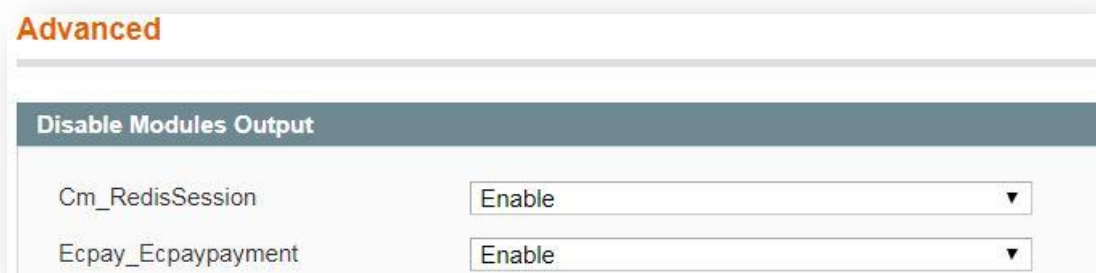 Advanced
Disable Modules Output
Cm_RedisSession Enable
Ecpay_Ecpaypayment Enable